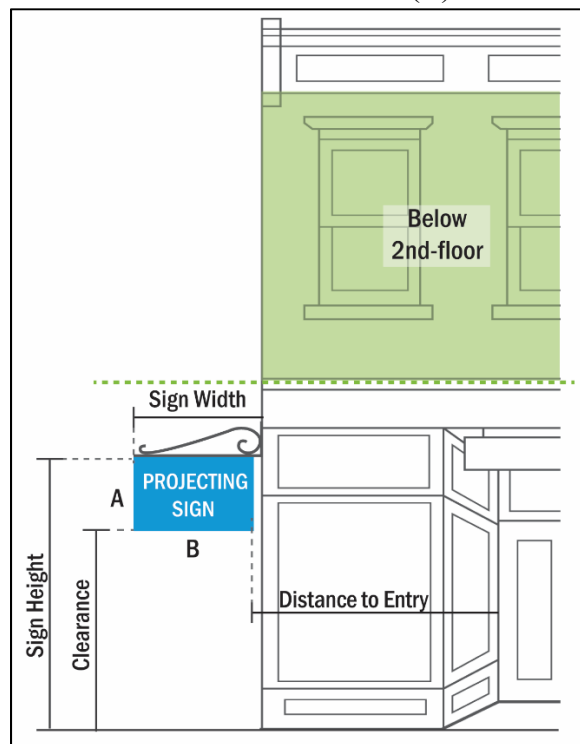 Below
2nd-floor
Sign Width
PROJECTING
SIGN
A
B
Sign Height
Clearance
Distance to Entry